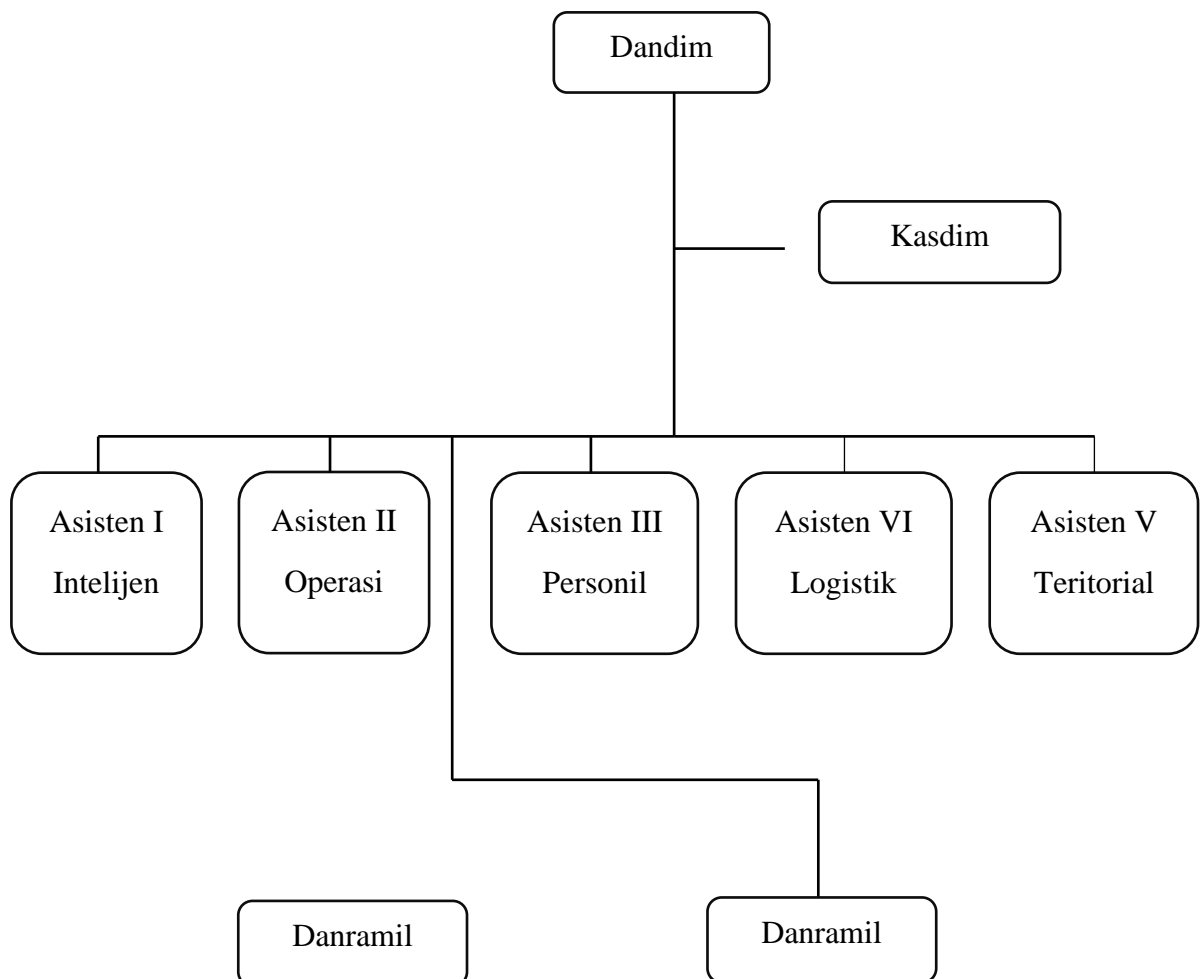 Dandim
Kasdim
Asisten I
Intelijen
Asisten II
Operasi
Asisten III
Personil
Asisten VI
Logistik
Asisten V
Teritorial
Danramil
Danramil